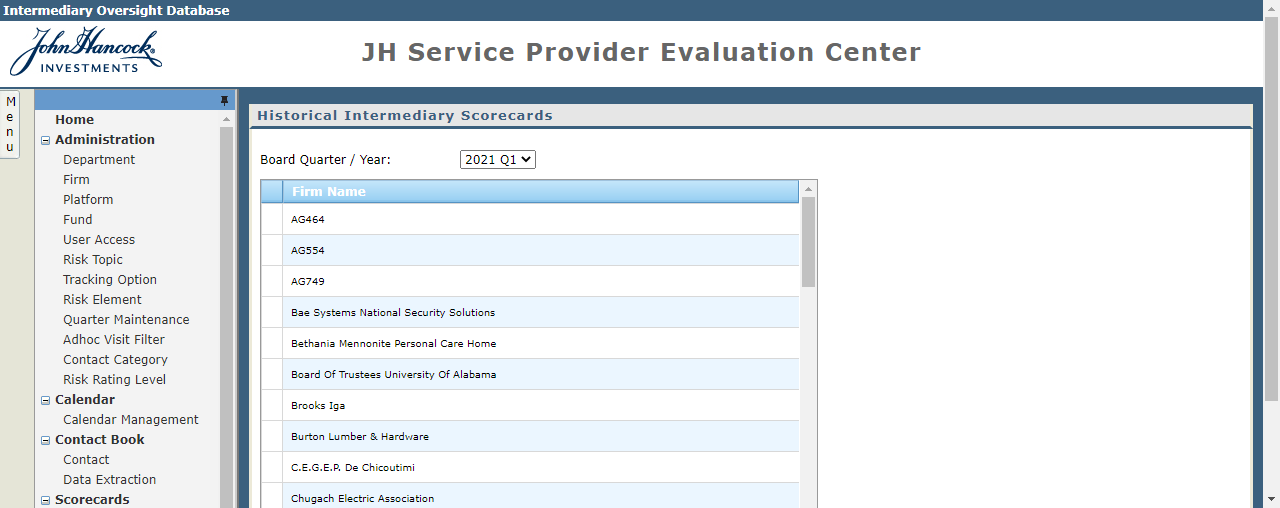 Intermediary Oversight Database
John Hancock
INVESTMENTS
JH Service Provider Evaluation Center
Menu
Home
Administration
Department
Firm
Platform
Fund
User Access
Risk Topic
Tracking Option
Risk Element
Quarter Maintenance
Adhoc Visit Filter
Contact Category
Risk Rating Level
Calendar
Calendar Management
Contact Book
Contact
Data Extraction
Scorecards
Historical Intermediary Scorecards
Board Quarter / Year: 2021 Q1
Firm Name
AG464
AG554
AG749
Bae Systems National Security Solutions
Bethania Mennonite Personal Care Home
Board Of Trustees University Of Alabama
Brooks Iga
Burton Lumber & Hardware
C.E.G.E.P. De Chicoutimi
Chugach Electric Association